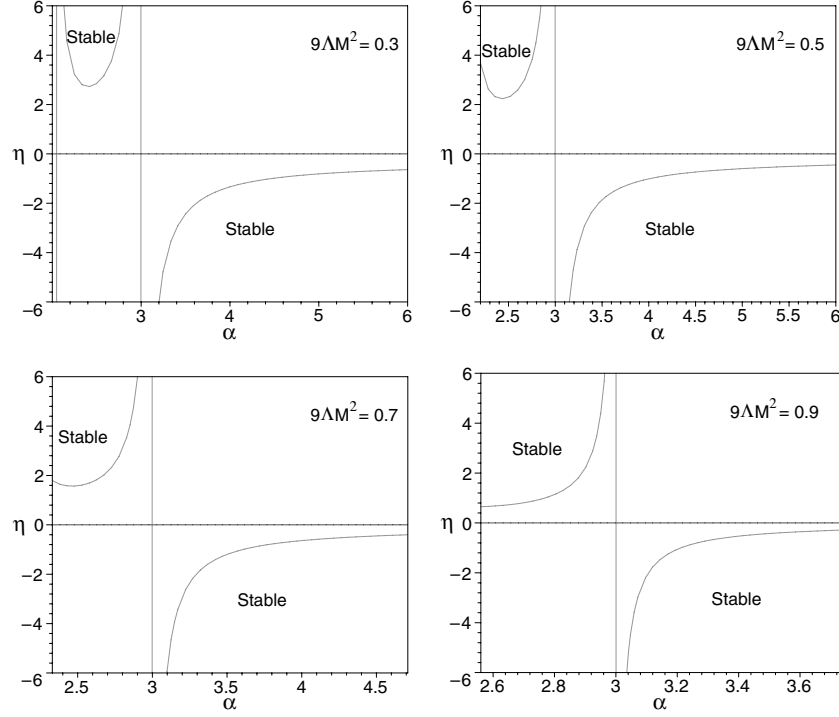 6
4
2
η 0
−2
−4
−6
Stable
9ΛM² = 0.3
Stable
3 4 5 6
α
6
4
2
η 0
−2
−4
−6
Stable
9ΛM² = 0.5
Stable
2.5 3 3.5 4 4.5 5 5.5 6
α
6
4
2
η 0
−2
−4
−6
Stable
9ΛM² = 0.7
Stable
2.5 3 3.5 4 4.5
α
6
4
2
η 0
−2
−4
−6
Stable
9ΛM² = 0.9
Stable
2.6 2.8 3 3.2 3.4 3.6
α